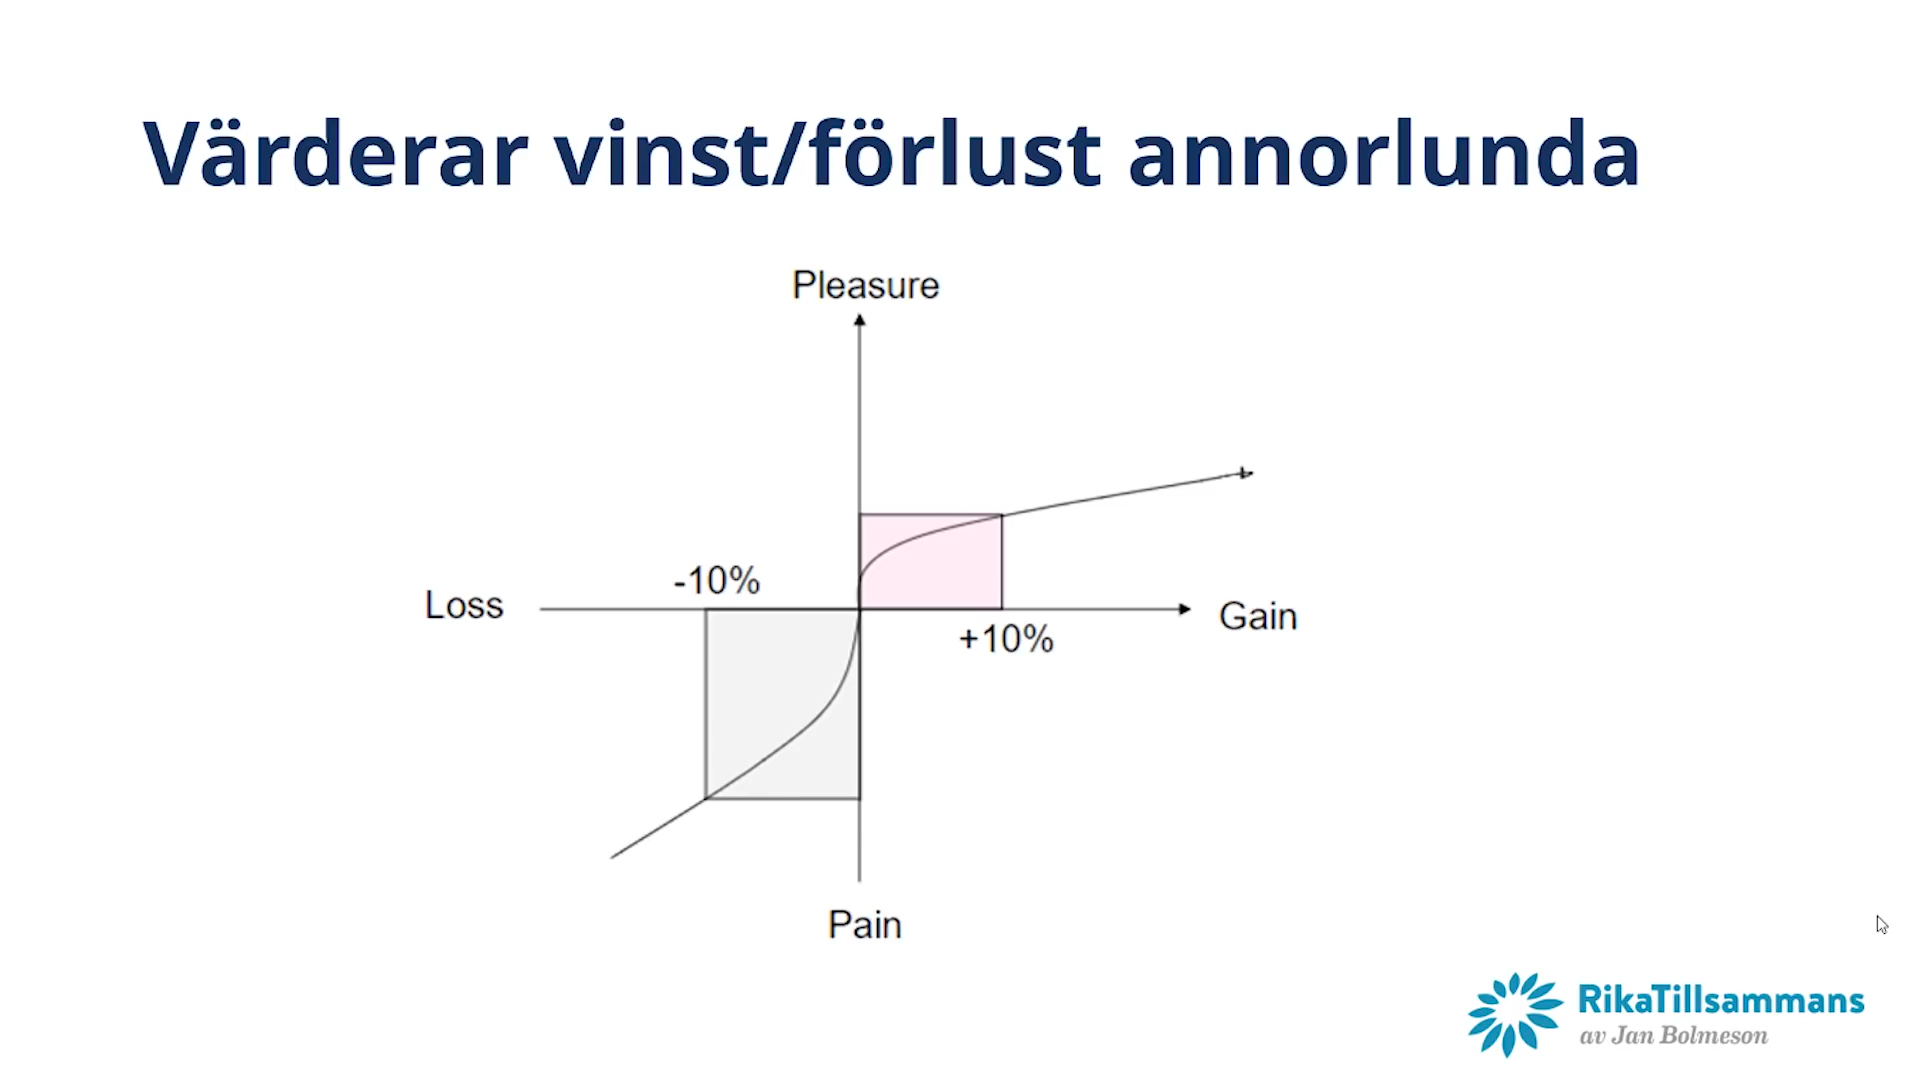 Värderar vinst/förlust annorlunda
Pleasure
-10%
Loss
Gain
+10%
Pain
RikaTillsammans
av Jan Bolmeson